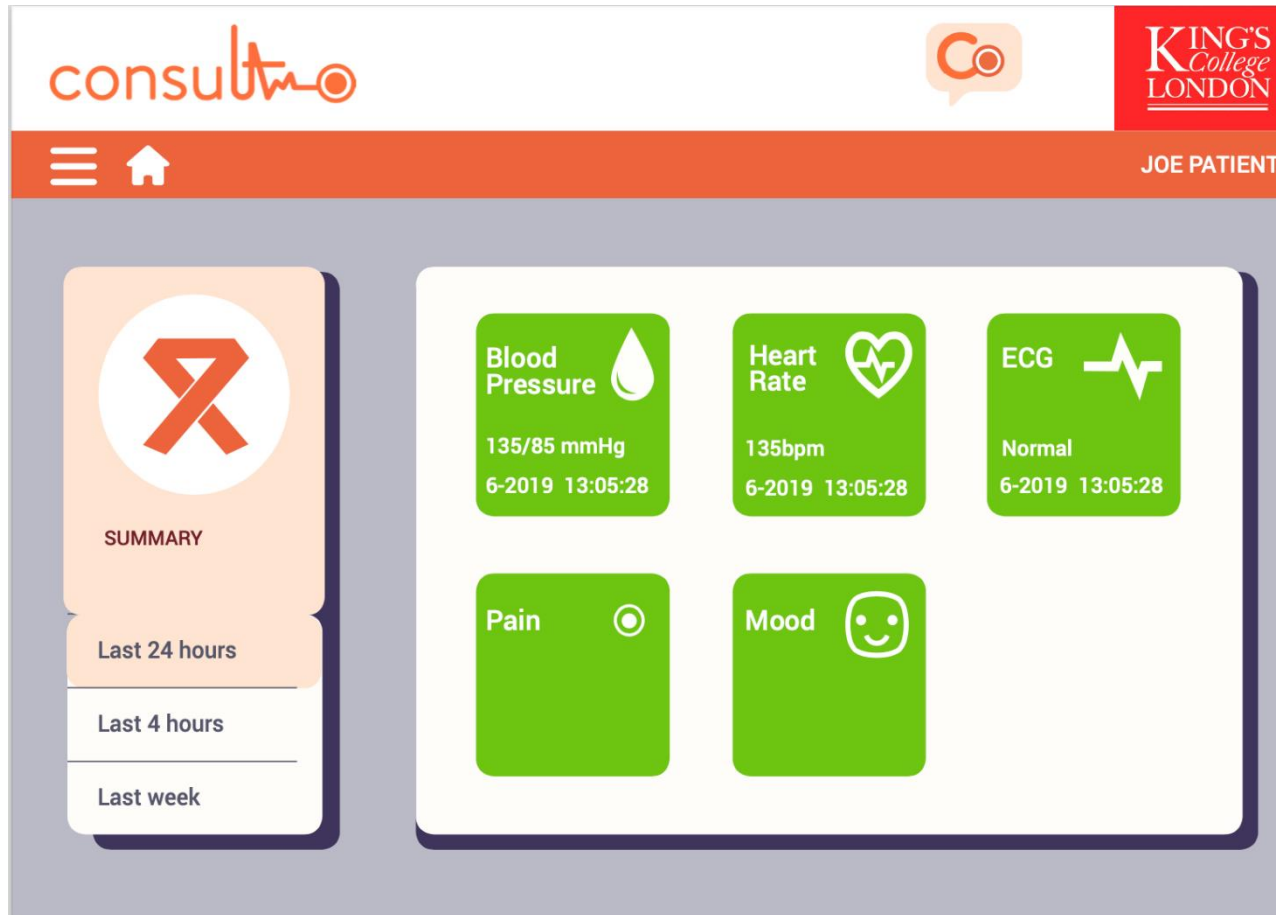 consult
Co
KING'S
College
LONDON
JOE PATIENT
SUMMARY
Last 24 hours
Last 4 hours
Last week
Blood
Pressure
135/85 mmHg
6-2019 13:05:28
Heart
Rate
135bpm
6-2019 13:05:28
ECG
Normal
6-2019 13:05:28
Pain
Mood